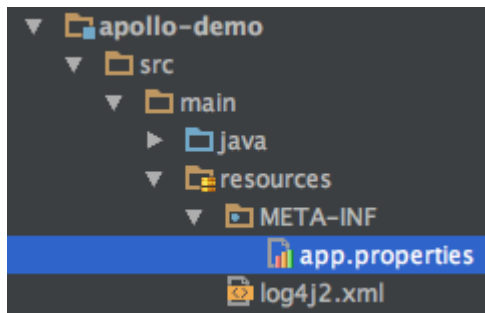 apollo-demo
src
main
java
resources
META-INF
app.properties
log4j2.xml